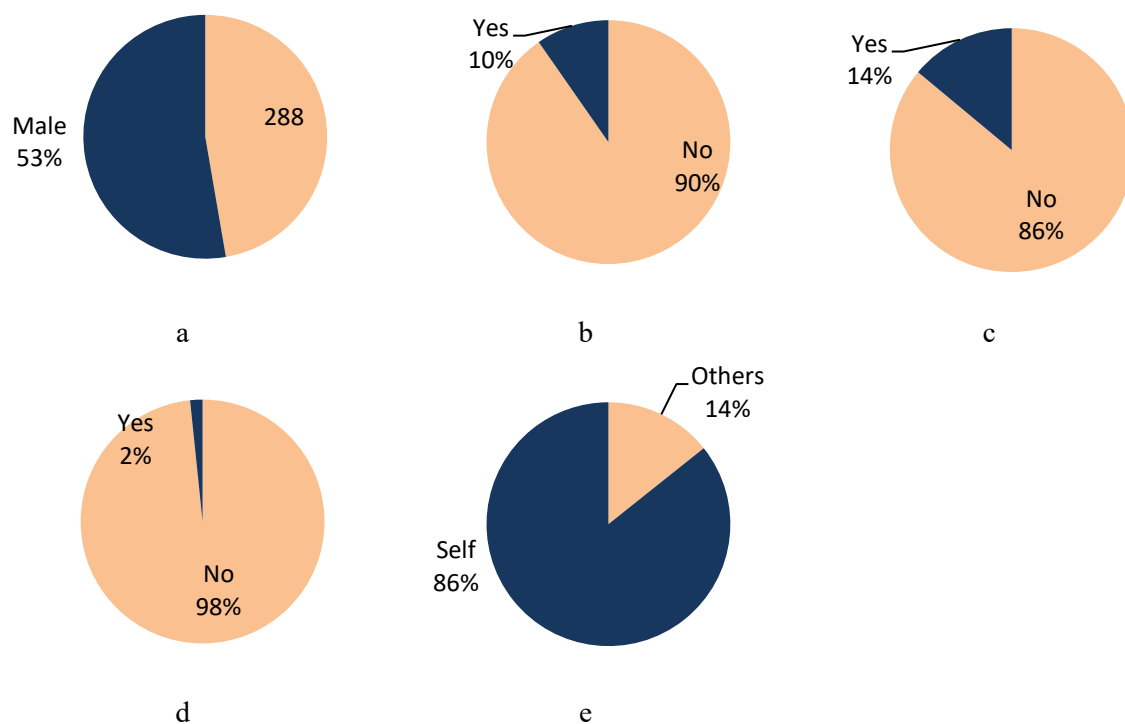 Male
53%
288
a
Yes
10%
No
90%
b
Yes
14%
No
86%
c
Yes
2%
No
98%
d
Others
14%
Self
86%
e